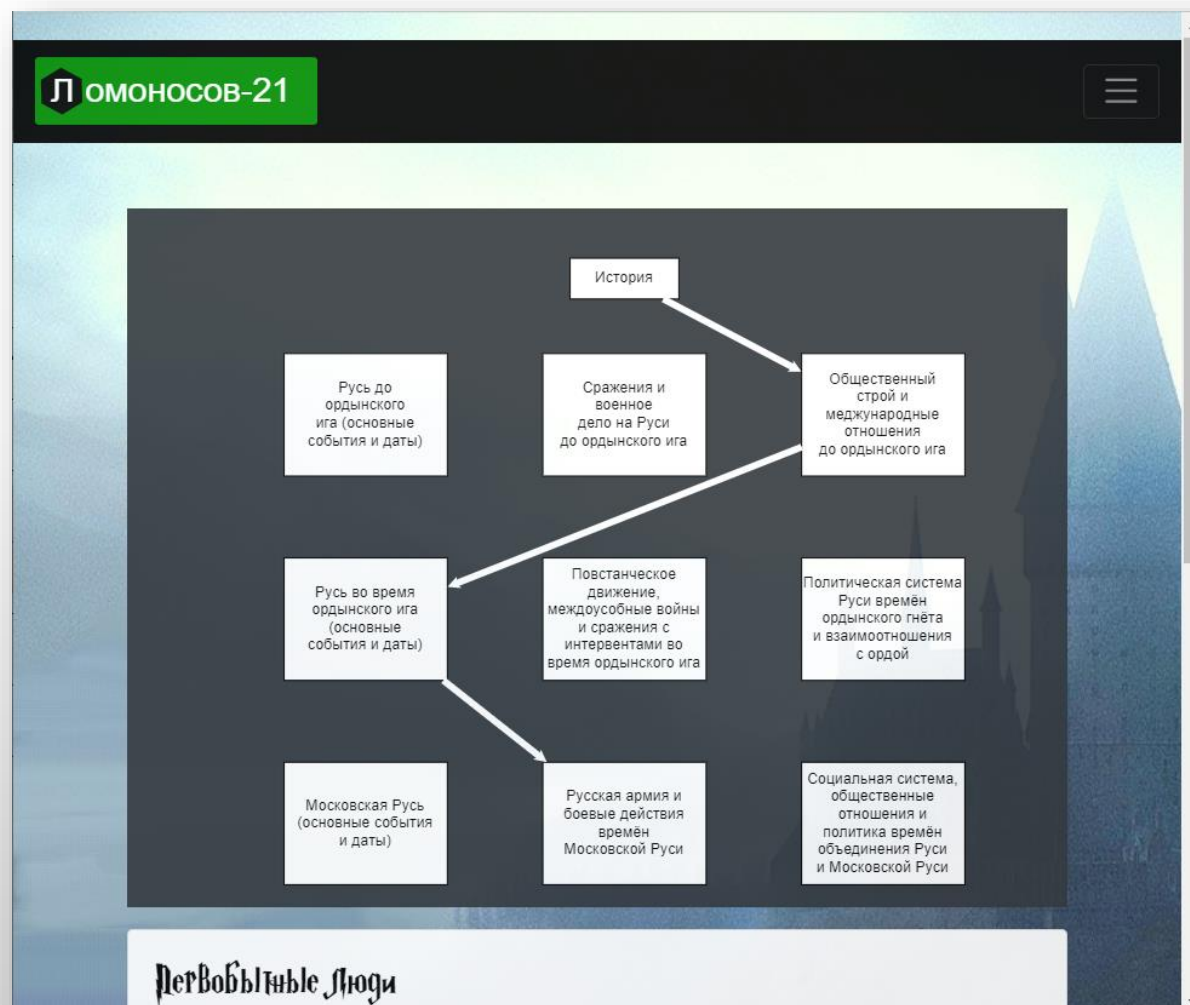 Ломоносов-21
История
Русь до
ордынского
ига (основные
события и даты)
Сражения и
военное
дело на Руси
до ордынского ига
Общественный
строй и
меджународные
отношения
до ордынского ига
Русь во время
ордынского ига
(основные
события и даты)
Повстанческое
движение,
междоусобные войны
и сражения с
интервентами во
время ордынского ига
Политическая система
Руси времён
ордынского гнёта
и взаимоотношения
с ордой
Московская Русь
(основные события
и даты)
Русская армия и
боевые действия
времён
Московской Руси
Социальная система,
общественные
отношения и
политика времён
объединения Руси
и Московской Руси
Первобытные люди